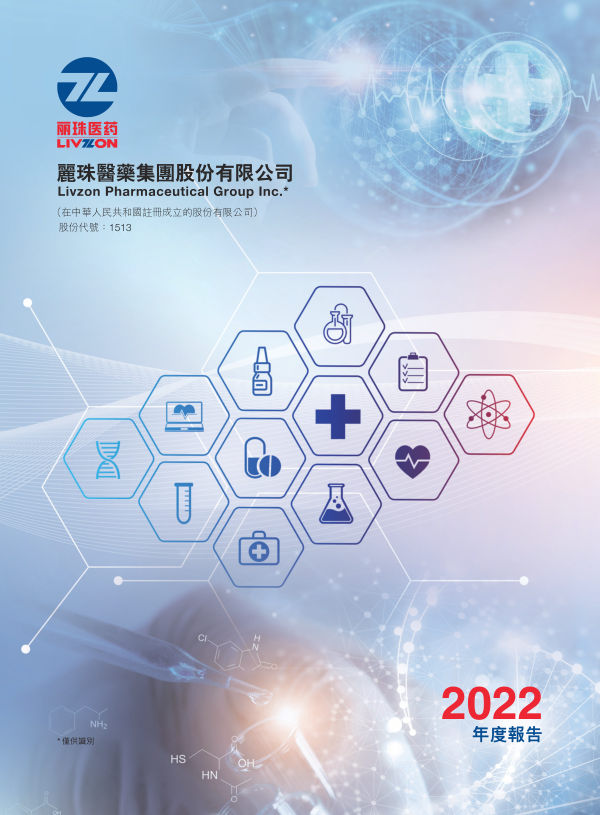 丽珠医药
LIVZON
麗珠醫藥集團股份有限公司
Livzon Pharmaceutical Group Inc.*
（在中華人民共和國註冊成立的股份有限公司）
股份代號：1513
Cl
H
N
O
NH2
*僅供識別
2022
年度報告
O
HS
OH
HN
O
O
OH